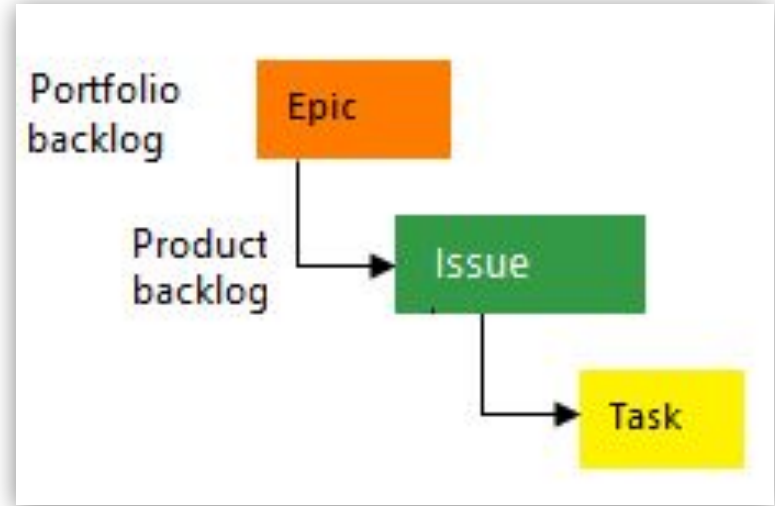 Portfolio
backlog
Epic
Product
backlog
Issue
Task